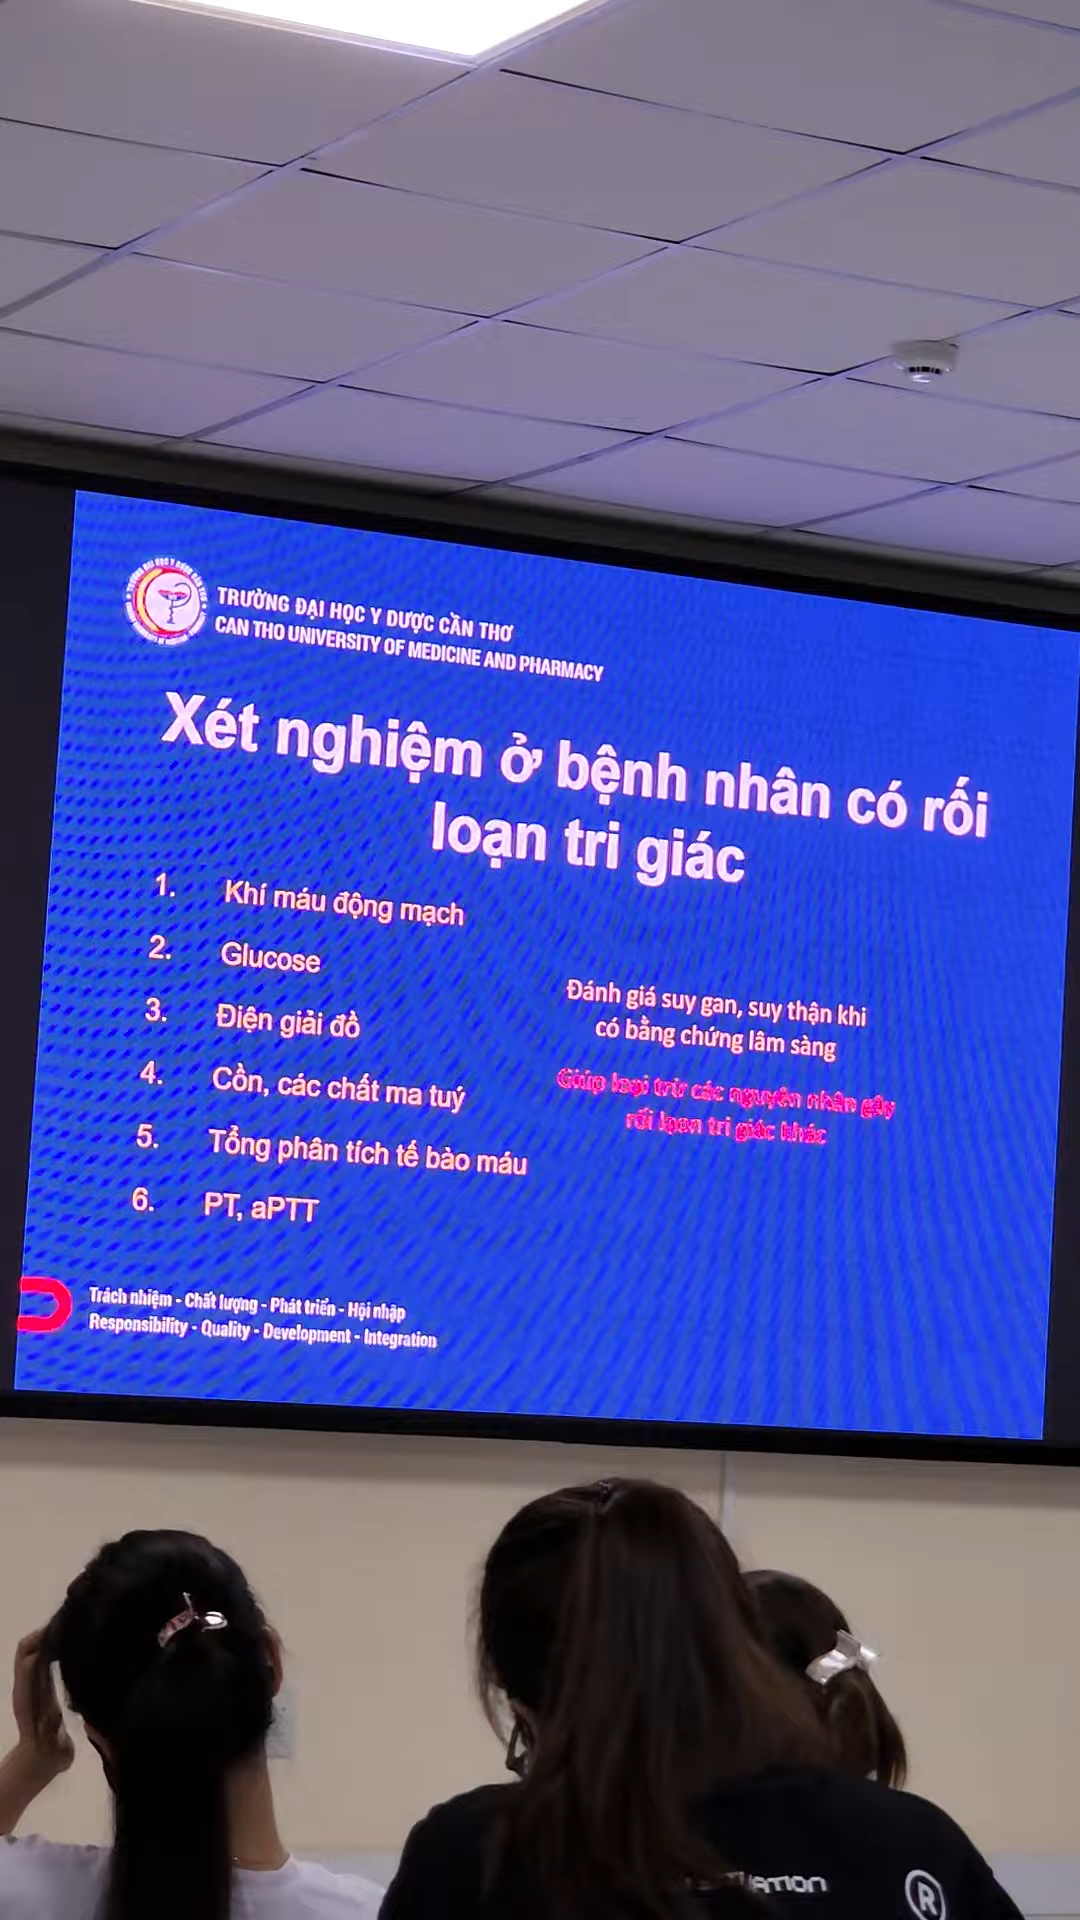 TRƯỜNG ĐẠI HỌC Y DƯỢC CẦN THƠ
CAN THO UNIVERSITY OF MEDICINE AND PHARMACY
Xét nghiệm ở bệnh nhân có rối
loạn tri giác
1. Khí máu động mạch
2. Glucose
3. Điện giải đồ
4. Cồn, các chất ma tuý
5. Tổng phân tích tế bào máu
6. PT, aPTT
Đánh giá suy gan, suy thận khi
có bằng chứng lâm sàng
Giúp loại trừ các nguyên nhân gây
rối loạn tri giác khác
Trách nhiệm - Chất lượng - Phát triển - Hội nhập
Responsibility - Quality - Development - Integration
®